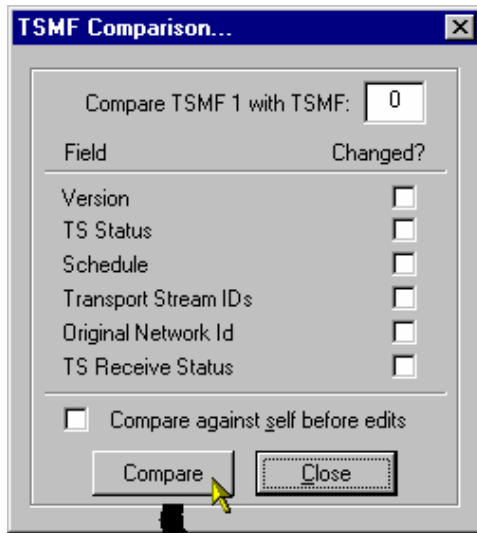 TSMF Comparison...
Compare TSMF 1 with TSMF: 0
Field Changed?
Version
TS Status
Schedule
Transport Stream IDs
Original Network Id
TS Receive Status
Compare against self before edits
Compare Close